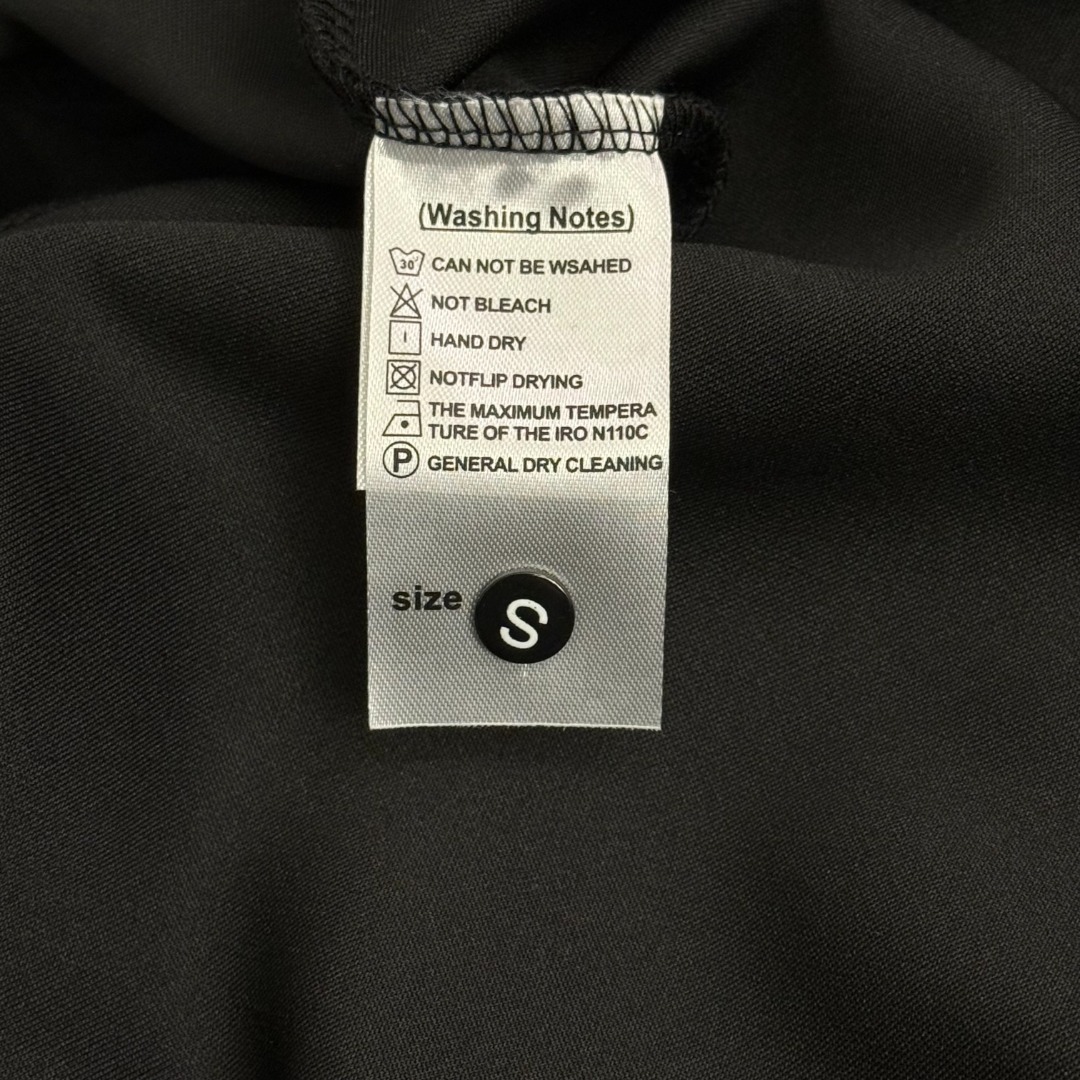 (Washing Notes)
30° CAN NOT BE WSAHED
NOT BLEACH
HAND DRY
NOTFLIP DRYING
THE MAXIMUM TEMPERA
TURE OF THE IRO N110C
P GENERAL DRY CLEANING
size S